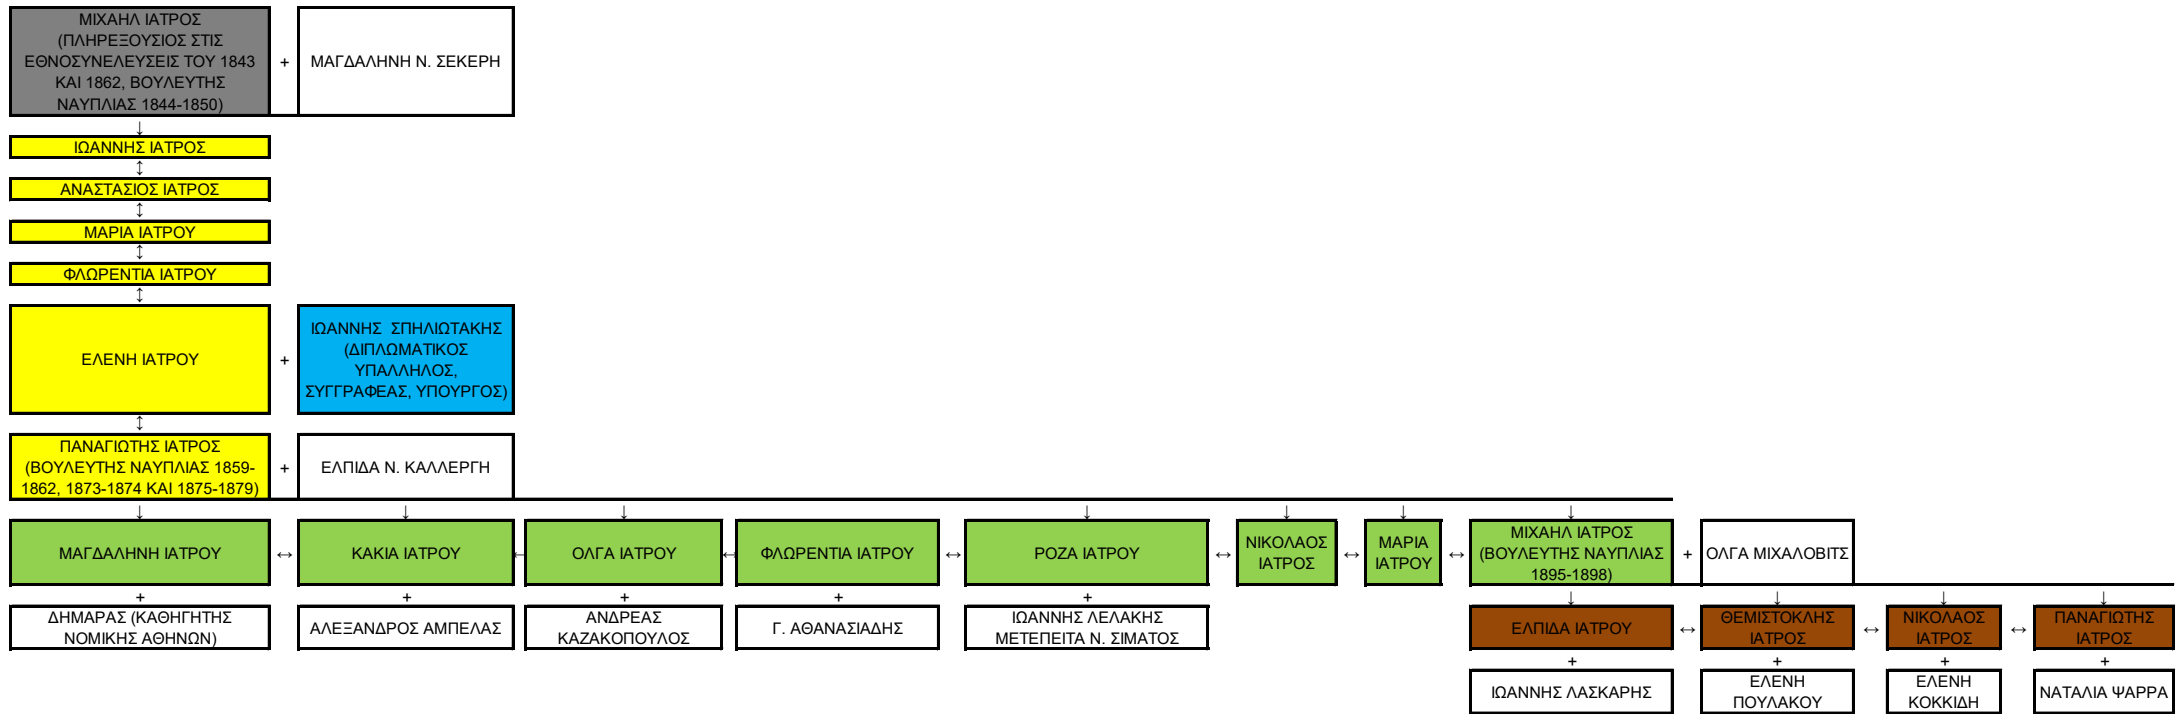 ΜΙΧΑΗΛ ΙΑΤΡΟΣ
(ΠΛΗΡΕΞΟΥΣΙΟΣ ΣΤΙΣ
ΕΘΝΟΣΥΝΕΛΕΥΣΕΙΣ ΤΟΥ 1843
ΚΑΙ 1862, ΒΟΥΛΕΥΤΗΣ
ΝΑΥΠΛΙΑΣ 1844-1850)
+
ΜΑΓΔΑΛΗΝΗ Ν. ΣΕΚΕΡΗ
↓
ΙΩΑΝΝΗΣ ΙΑΤΡΟΣ
↕
ΑΝΑΣΤΑΣΙΟΣ ΙΑΤΡΟΣ
↕
ΜΑΡΙΑ ΙΑΤΡΟΥ
↕
ΦΛΩΡΕΝΤΙΑ ΙΑΤΡΟΥ
↕
ΕΛΕΝΗ ΙΑΤΡΟΥ
+
ΙΩΑΝΝΗΣ ΣΠΗΛΙΩΤΑΚΗΣ
(ΔΙΠΛΩΜΑΤΙΚΟΣ
ΥΠΑΛΛΗΛΟΣ,
ΣΥΓΓΡΑΦΕΑΣ, ΥΠΟΥΡΓΟΣ)
↕
ΠΑΝΑΓΙΩΤΗΣ ΙΑΤΡΟΣ
(ΒΟΥΛΕΥΤΗΣ ΝΑΥΠΛΙΑΣ 1859-
1862, 1873-1874 ΚΑΙ 1875-1879)
+
ΕΛΠΙΔΑ Ν. ΚΑΛΛΕΡΓΗ
↓ ↓ ↓ ↓ ↓ ↓ ↓ ↓
ΜΑΓΔΑΛΗΝΗ ΙΑΤΡΟΥ
↔
ΚΑΚΙΑ ΙΑΤΡΟΥ
↔
ΟΛΓΑ ΙΑΤΡΟΥ
↔
ΦΛΩΡΕΝΤΙΑ ΙΑΤΡΟΥ
↔
ΡΟΖΑ ΙΑΤΡΟΥ
↔
ΝΙΚΟΛΑΟΣ
ΙΑΤΡΟΣ
↔
ΜΑΡΙΑ
ΙΑΤΡΟΥ
↔
ΜΙΧΑΗΛ ΙΑΤΡΟΣ
(ΒΟΥΛΕΥΤΗΣ ΝΑΥΠΛΙΑΣ
1895-1898)
+
ΟΛΓΑ ΜΙΧΑΛΟΒΙΤΣ
+ + + + +
ΔΗΜΑΡΑΣ (ΚΑΘΗΓΗΤΗΣ
ΝΟΜΙΚΗΣ ΑΘΗΝΩΝ)
ΑΛΕΞΑΝΔΡΟΣ ΑΜΠΕΛΑΣ
ΑΝΔΡΕΑΣ
ΚΑΖΑΚΟΠΟΥΛΟΣ
Γ. ΑΘΑΝΑΣΙΑΔΗΣ
ΙΩΑΝΝΗΣ ΛΕΛΑΚΗΣ
ΜΕΤΕΠΕΙΤΑ Ν. ΣΙΜΑΤΟΣ
↓ ↓ ↓ ↓
ΕΛΠΙΔΑ ΙΑΤΡΟΥ
↔
ΘΕΜΙΣΤΟΚΛΗΣ
ΙΑΤΡΟΣ
↔
ΝΙΚΟΛΑΟΣ
ΙΑΤΡΟΣ
↔
ΠΑΝΑΓΙΩΤΗΣ
ΙΑΤΡΟΣ
+ + + +
ΙΩΑΝΝΗΣ ΛΑΣΚΑΡΗΣ
ΕΛΕΝΗ
ΠΟΥΛΑΚΟΥ
ΕΛΕΝΗ
ΚΟΚΚΙΔΗ
ΝΑΤΑΛΙΑ ΨΑΡΡΑ